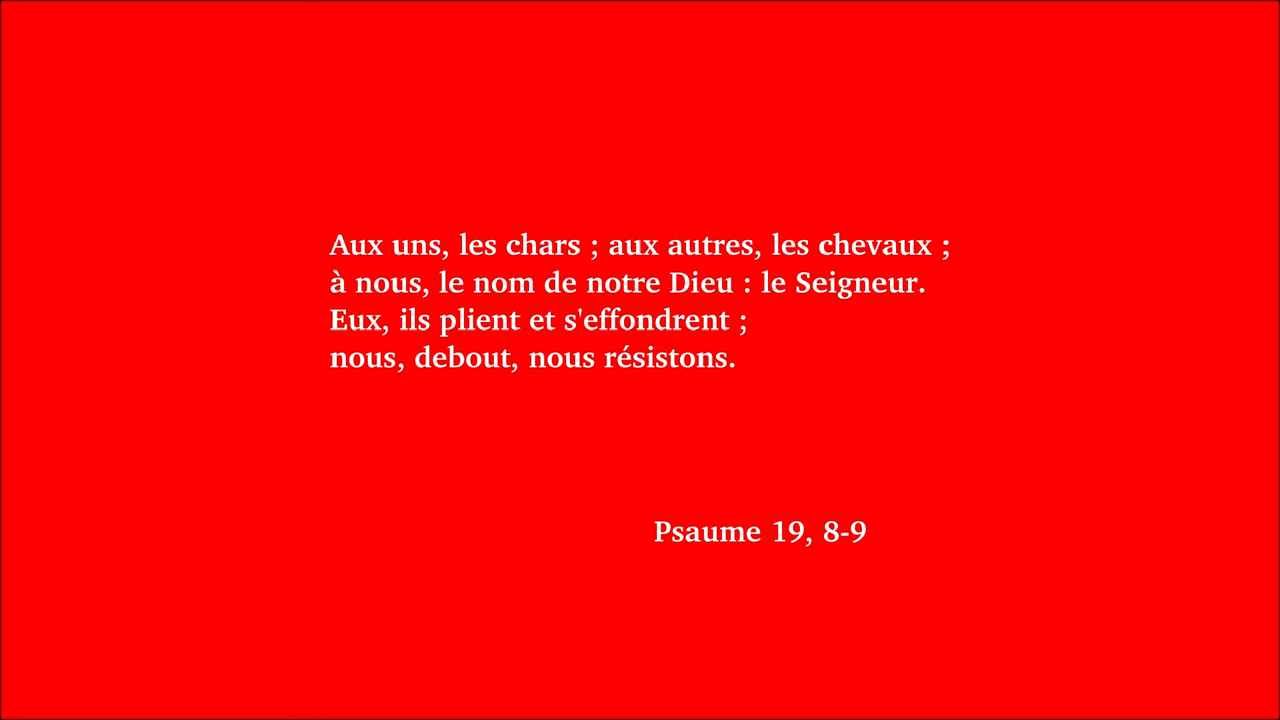 Aux uns, les chars ; aux autres, les chevaux ;
à nous, le nom de notre Dieu : le Seigneur.
Eux, ils plient et s'effondrent ;
nous, debout, nous résistons.
Psaume 19, 8-9